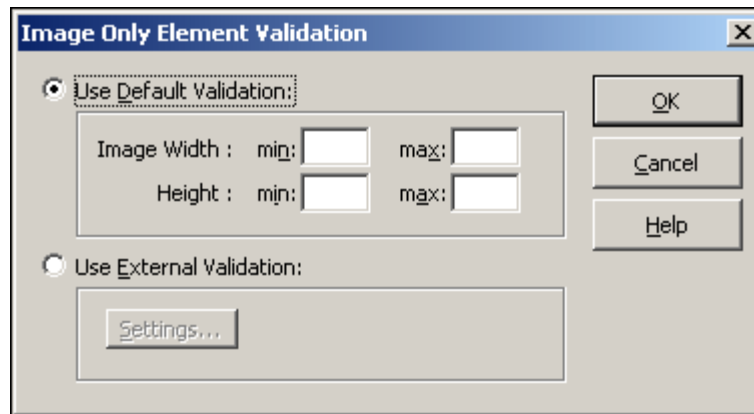 Image Only Element Validation
Use Default Validation:
OK
Image Width : min: max:
Cancel
Height : min: max:
Help
Use External Validation:
Settings...